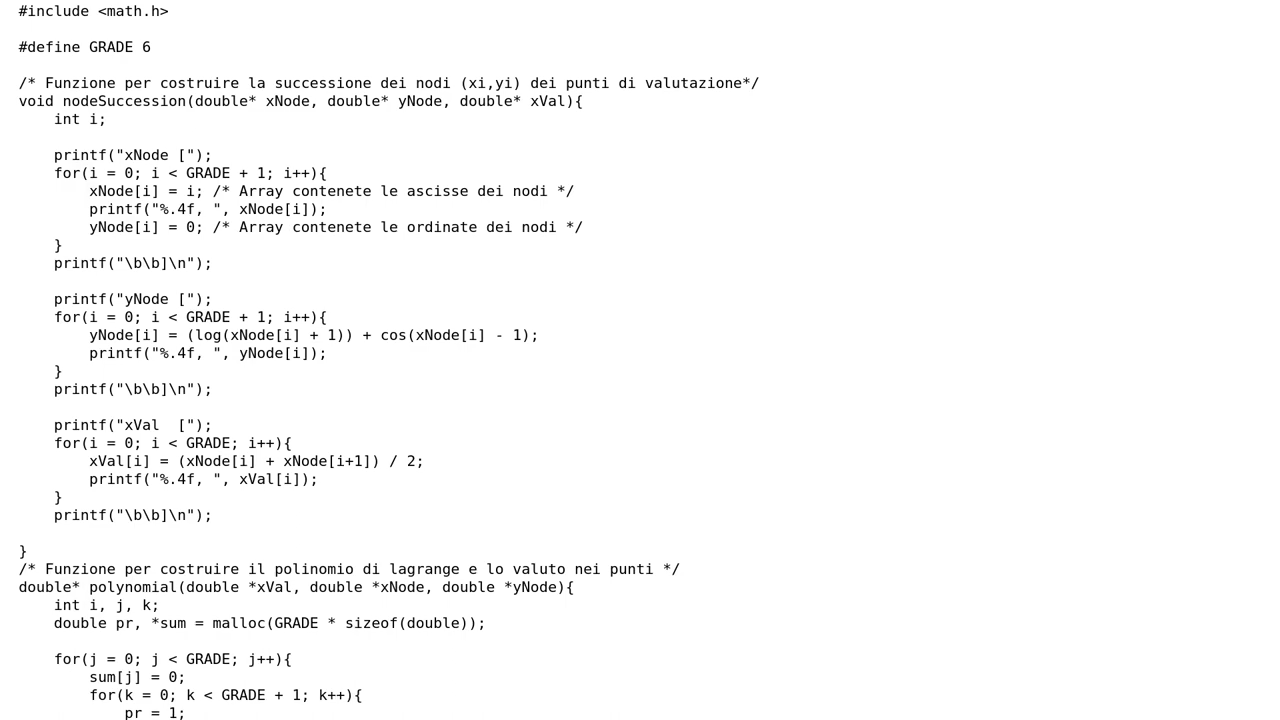 #include <math.h>

#define GRADE 6

/* Funzione per costruire la successione dei nodi (xi,yi) dei punti di valutazione*/
void nodeSuccession(double* xNode, double* yNode, double* xVal){
    int i;

    printf("xNode [");
    for(i = 0; i < GRADE + 1; i++){
        xNode[i] = i; /* Array contenete le ascisse dei nodi */
        printf("%.4f, ", xNode[i]);
        yNode[i] = 0; /* Array contenete le ordinate dei nodi */
    }
    printf("\b\b]\n");

    printf("yNode [");
    for(i = 0; i < GRADE + 1; i++){
        yNode[i] = (log(xNode[i] + 1)) + cos(xNode[i] - 1);
        printf("%.4f, ", yNode[i]);
    }
    printf("\b\b]\n");

    printf("xVal  [");
    for(i = 0; i < GRADE; i++){
        xVal[i] = (xNode[i] + xNode[i+1]) / 2;
        printf("%.4f, ", xVal[i]);
    }
    printf("\b\b]\n");

}
/* Funzione per costruire il polinomio di lagrange e lo valuto nei punti */
double* polynomial(double *xVal, double *xNode, double *yNode){
    int i, j, k;
    double pr, *sum = malloc(GRADE * sizeof(double));

    for(j = 0; j < GRADE; j++){
        sum[j] = 0;
        for(k = 0; k < GRADE + 1; k++){
            pr = 1;